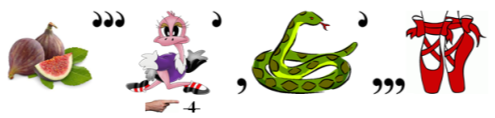 ,,, , ,
, ,,,
4